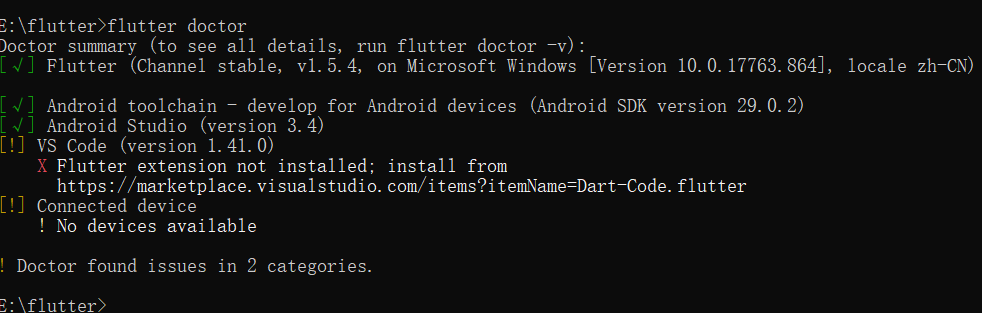 E:\flutter>flutter doctor
Doctor summary (to see all details, run flutter doctor -v):
[√] Flutter (Channel stable, v1.5.4, on Microsoft Windows [Version 10.0.17763.864], locale zh-CN)
[√] Android toolchain - develop for Android devices (Android SDK version 29.0.2)
[√] Android Studio (version 3.4)
[!] VS Code (version 1.41.0)
X Flutter extension not installed; install from
https://marketplace.visualstudio.com/items?itemName=Dart-Code.flutter
[!] Connected device
! No devices available
! Doctor found issues in 2 categories.
E:\flutter>